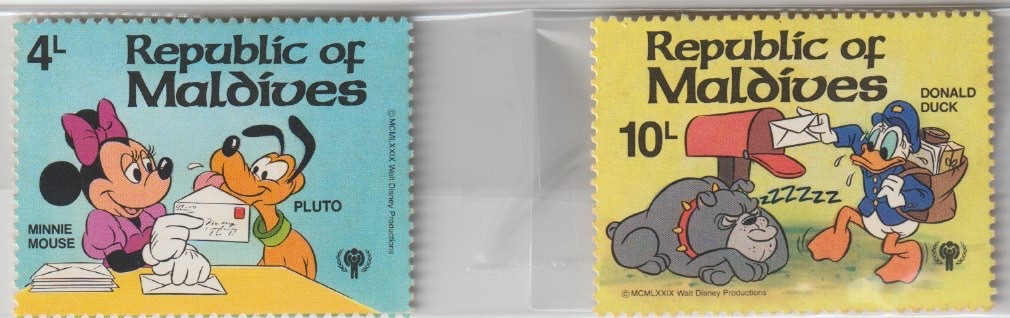 4L
Republic of
Maldives
MINNIE
MOUSE
PLUTO
© MCMLXXIX Walt Disney Productions
Republic of
Maldives
10L
DONALD
DUCK
zZZZZZ
© MCMLXXIX Walt Disney Productions